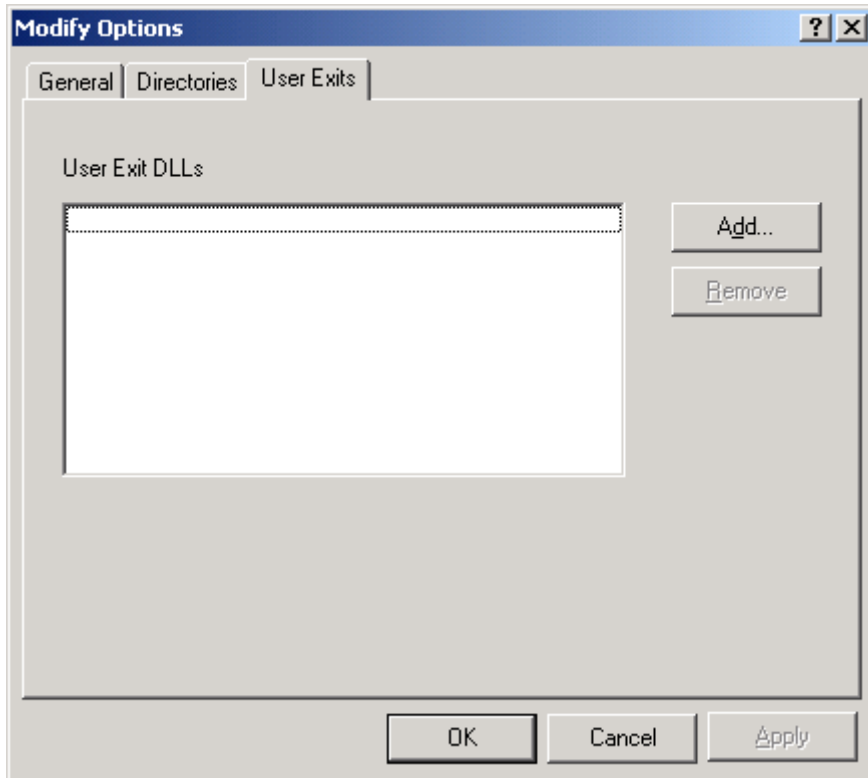 Modify Options
General Directories User Exits
User Exit DLLs
Add...
Remove
OK Cancel Apply